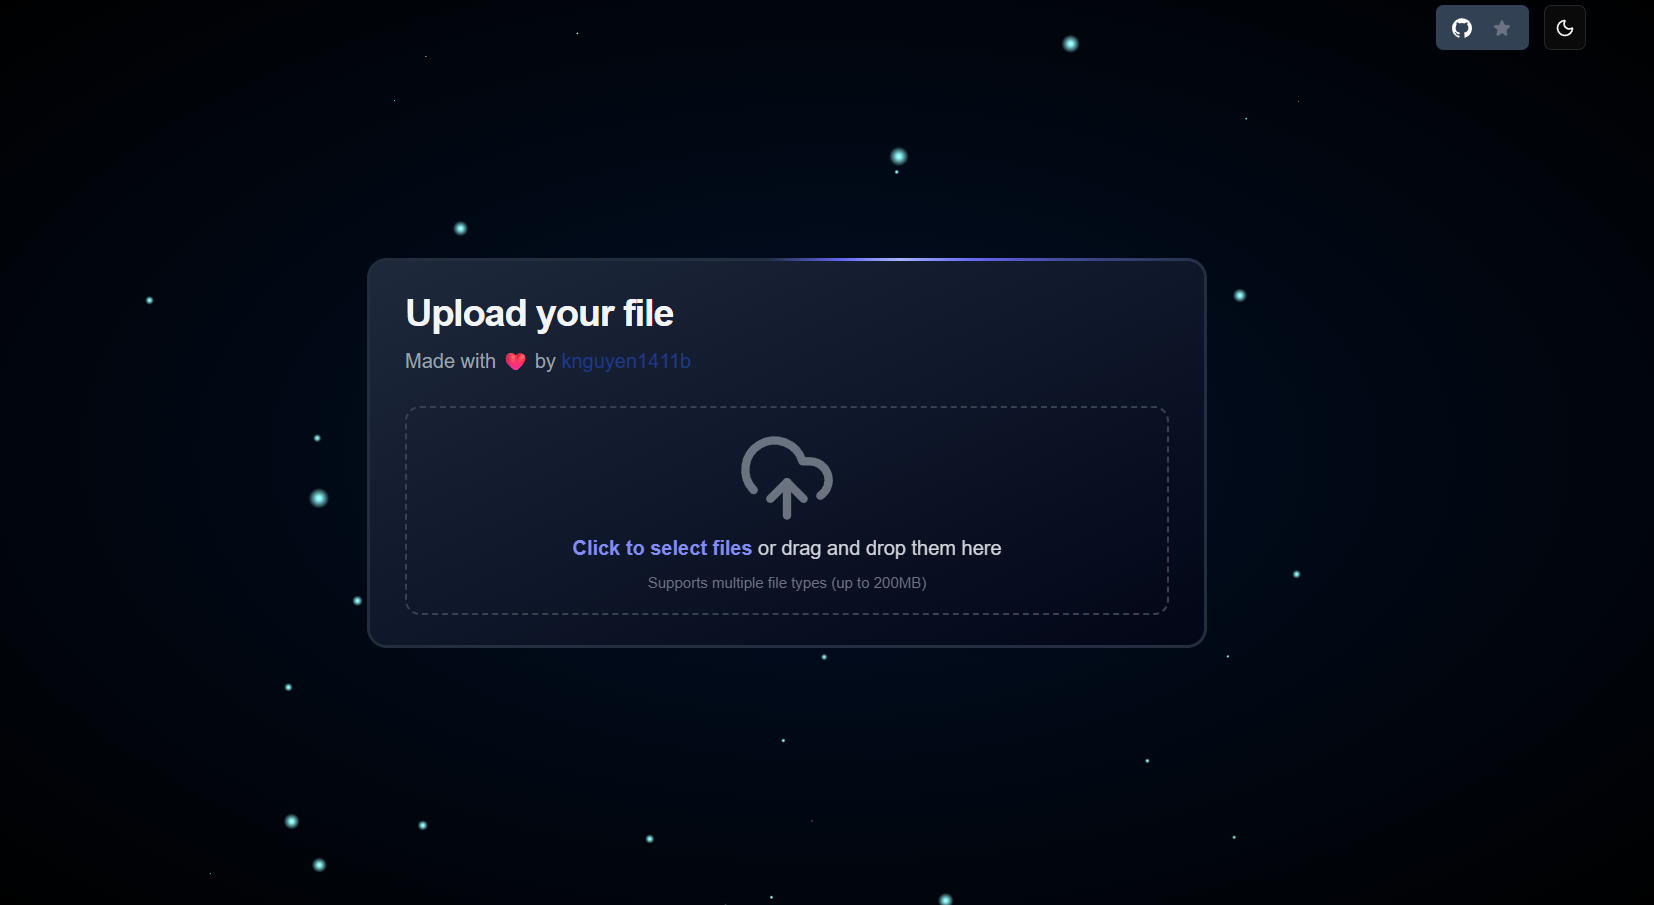 Upload your file
Made with ❤️ by knguyen1411b
Click to select files or drag and drop them here
Supports multiple file types (up to 200MB)